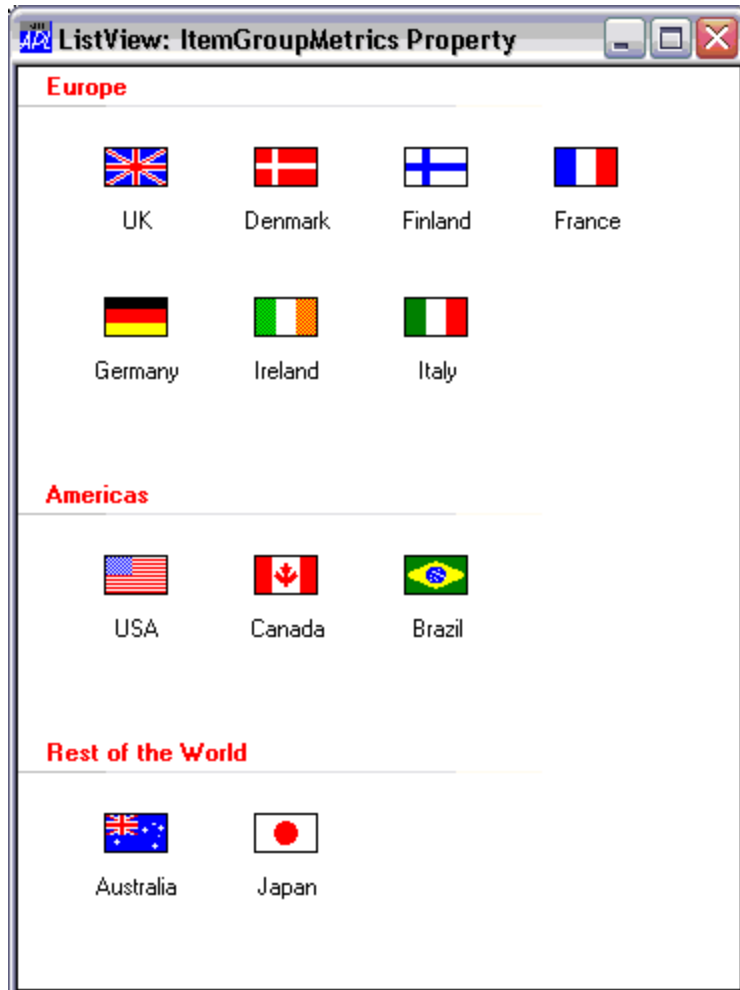 ListView: ItemGroupMetrics Property
Europe
UK Denmark Finland France
Germany Ireland Italy
Americas
USA Canada Brazil
Rest of the World
Australia Japan